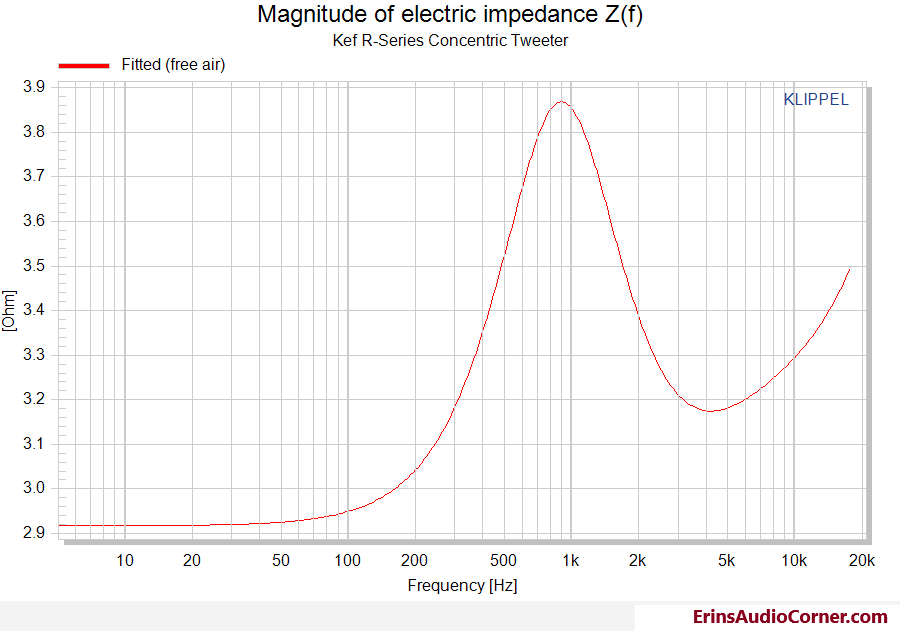 Magnitude of electric impedance Z(f)
Kef R-Series Concentric Tweeter
Fitted (free air)
KLIPPEL
3.9
3.8
3.7
3.6
3.5
3.4
3.3
3.2
3.1
3.0
2.9
[Ohm]
10 20 50 100 200 500 1k 2k 5k 10k 20k
Frequency [Hz]
ErinsAudioCorner.com